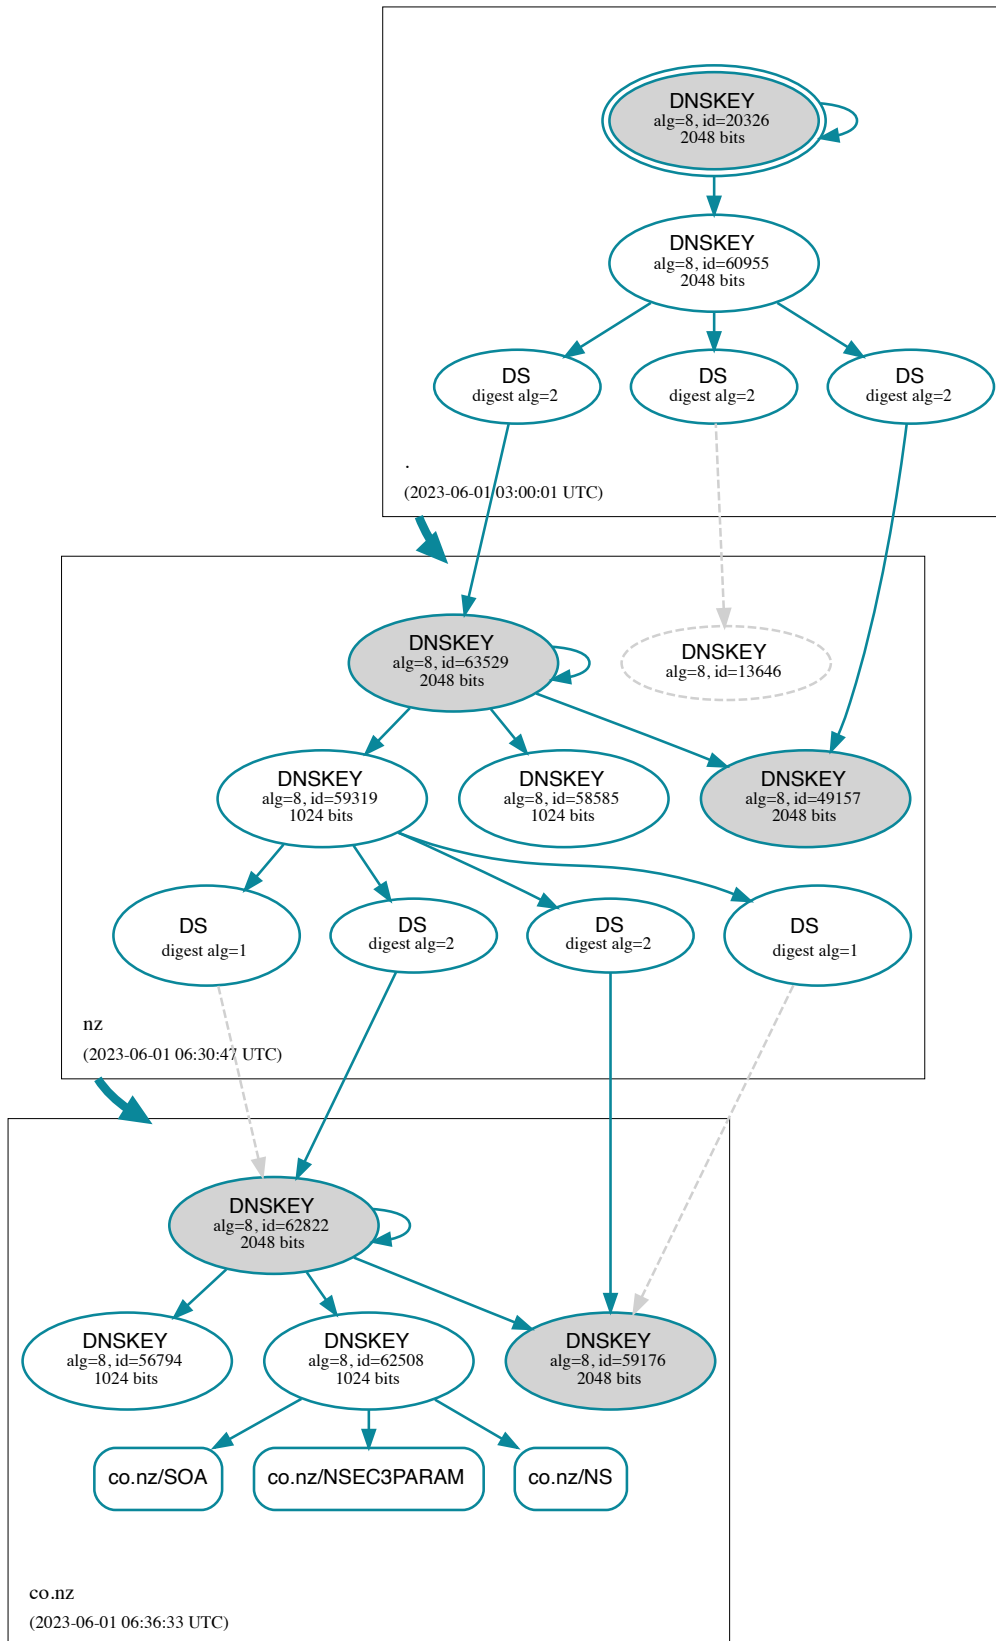 DNSKEY
alg=8, id=20326
2048 bits
DNSKEY
alg=8, id=60955
2048 bits
DS
digest alg=2
DS
digest alg=2
DS
digest alg=2
.
(2023-06-01 03:00:01 UTC)
DNSKEY
alg=8, id=63529
2048 bits
DNSKEY
alg=8, id=13646
DNSKEY
alg=8, id=59319
1024 bits
DNSKEY
alg=8, id=58585
1024 bits
DNSKEY
alg=8, id=49157
2048 bits
DS
digest alg=1
DS
digest alg=2
DS
digest alg=2
DS
digest alg=1
nz
(2023-06-01 06:30:47 UTC)
DNSKEY
alg=8, id=62822
2048 bits
DNSKEY
alg=8, id=56794
1024 bits
DNSKEY
alg=8, id=62508
1024 bits
DNSKEY
alg=8, id=59176
2048 bits
co.nz/SOA
co.nz/NSEC3PARAM
co.nz/NS
co.nz
(2023-06-01 06:36:33 UTC)